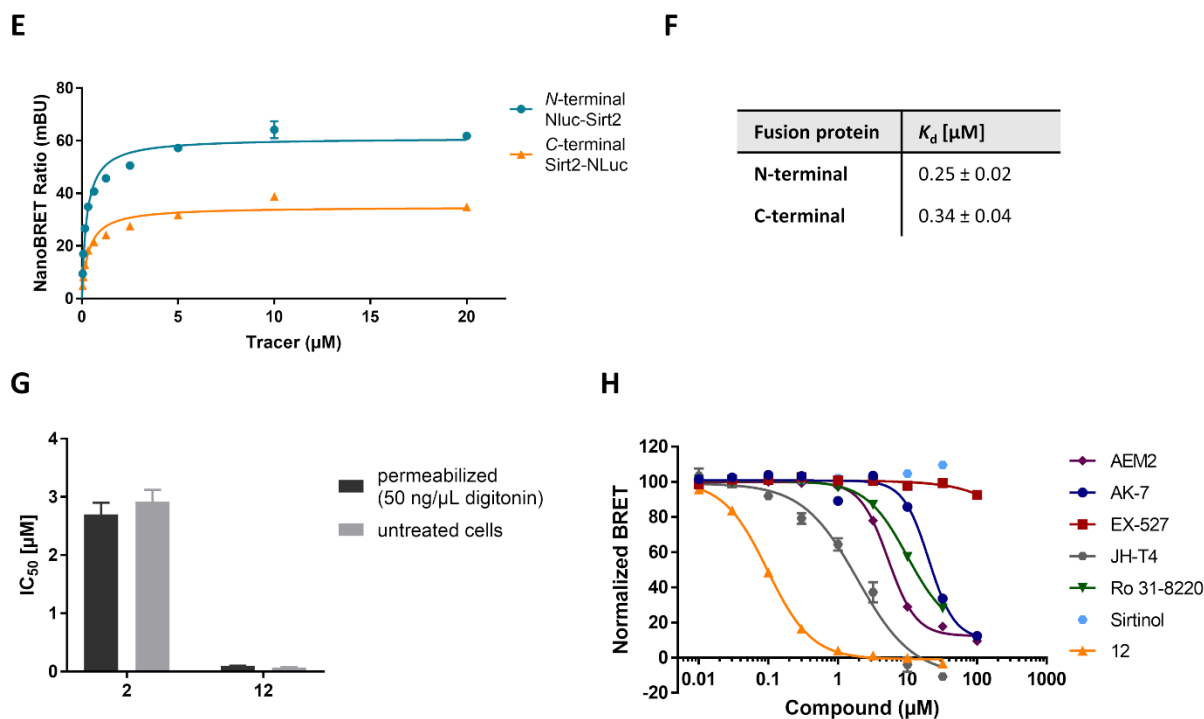 E
NanoBRET Ratio (mBU)
80
60
40
20
0
0
5
10
15
20
Tracer (µM)
N-terminal
Nluc-Sirt2
C-terminal
Sirt2-NLuc
F
Fusion protein Kd [µM]
N-terminal 0.25 ± 0.02
C-terminal 0.34 ± 0.04
G
IC50 [µM]
4
3
2
1
0
2
12
permeabilized
(50 ng/µL digitonin)
untreated cells
H
Normalized BRET
120
100
80
60
40
20
0
-20
0.01
0.1
1
10
100
1000
Compound (µM)
AEM2
AK-7
EX-527
JH-T4
Ro 31-8220
Sirtinol
12